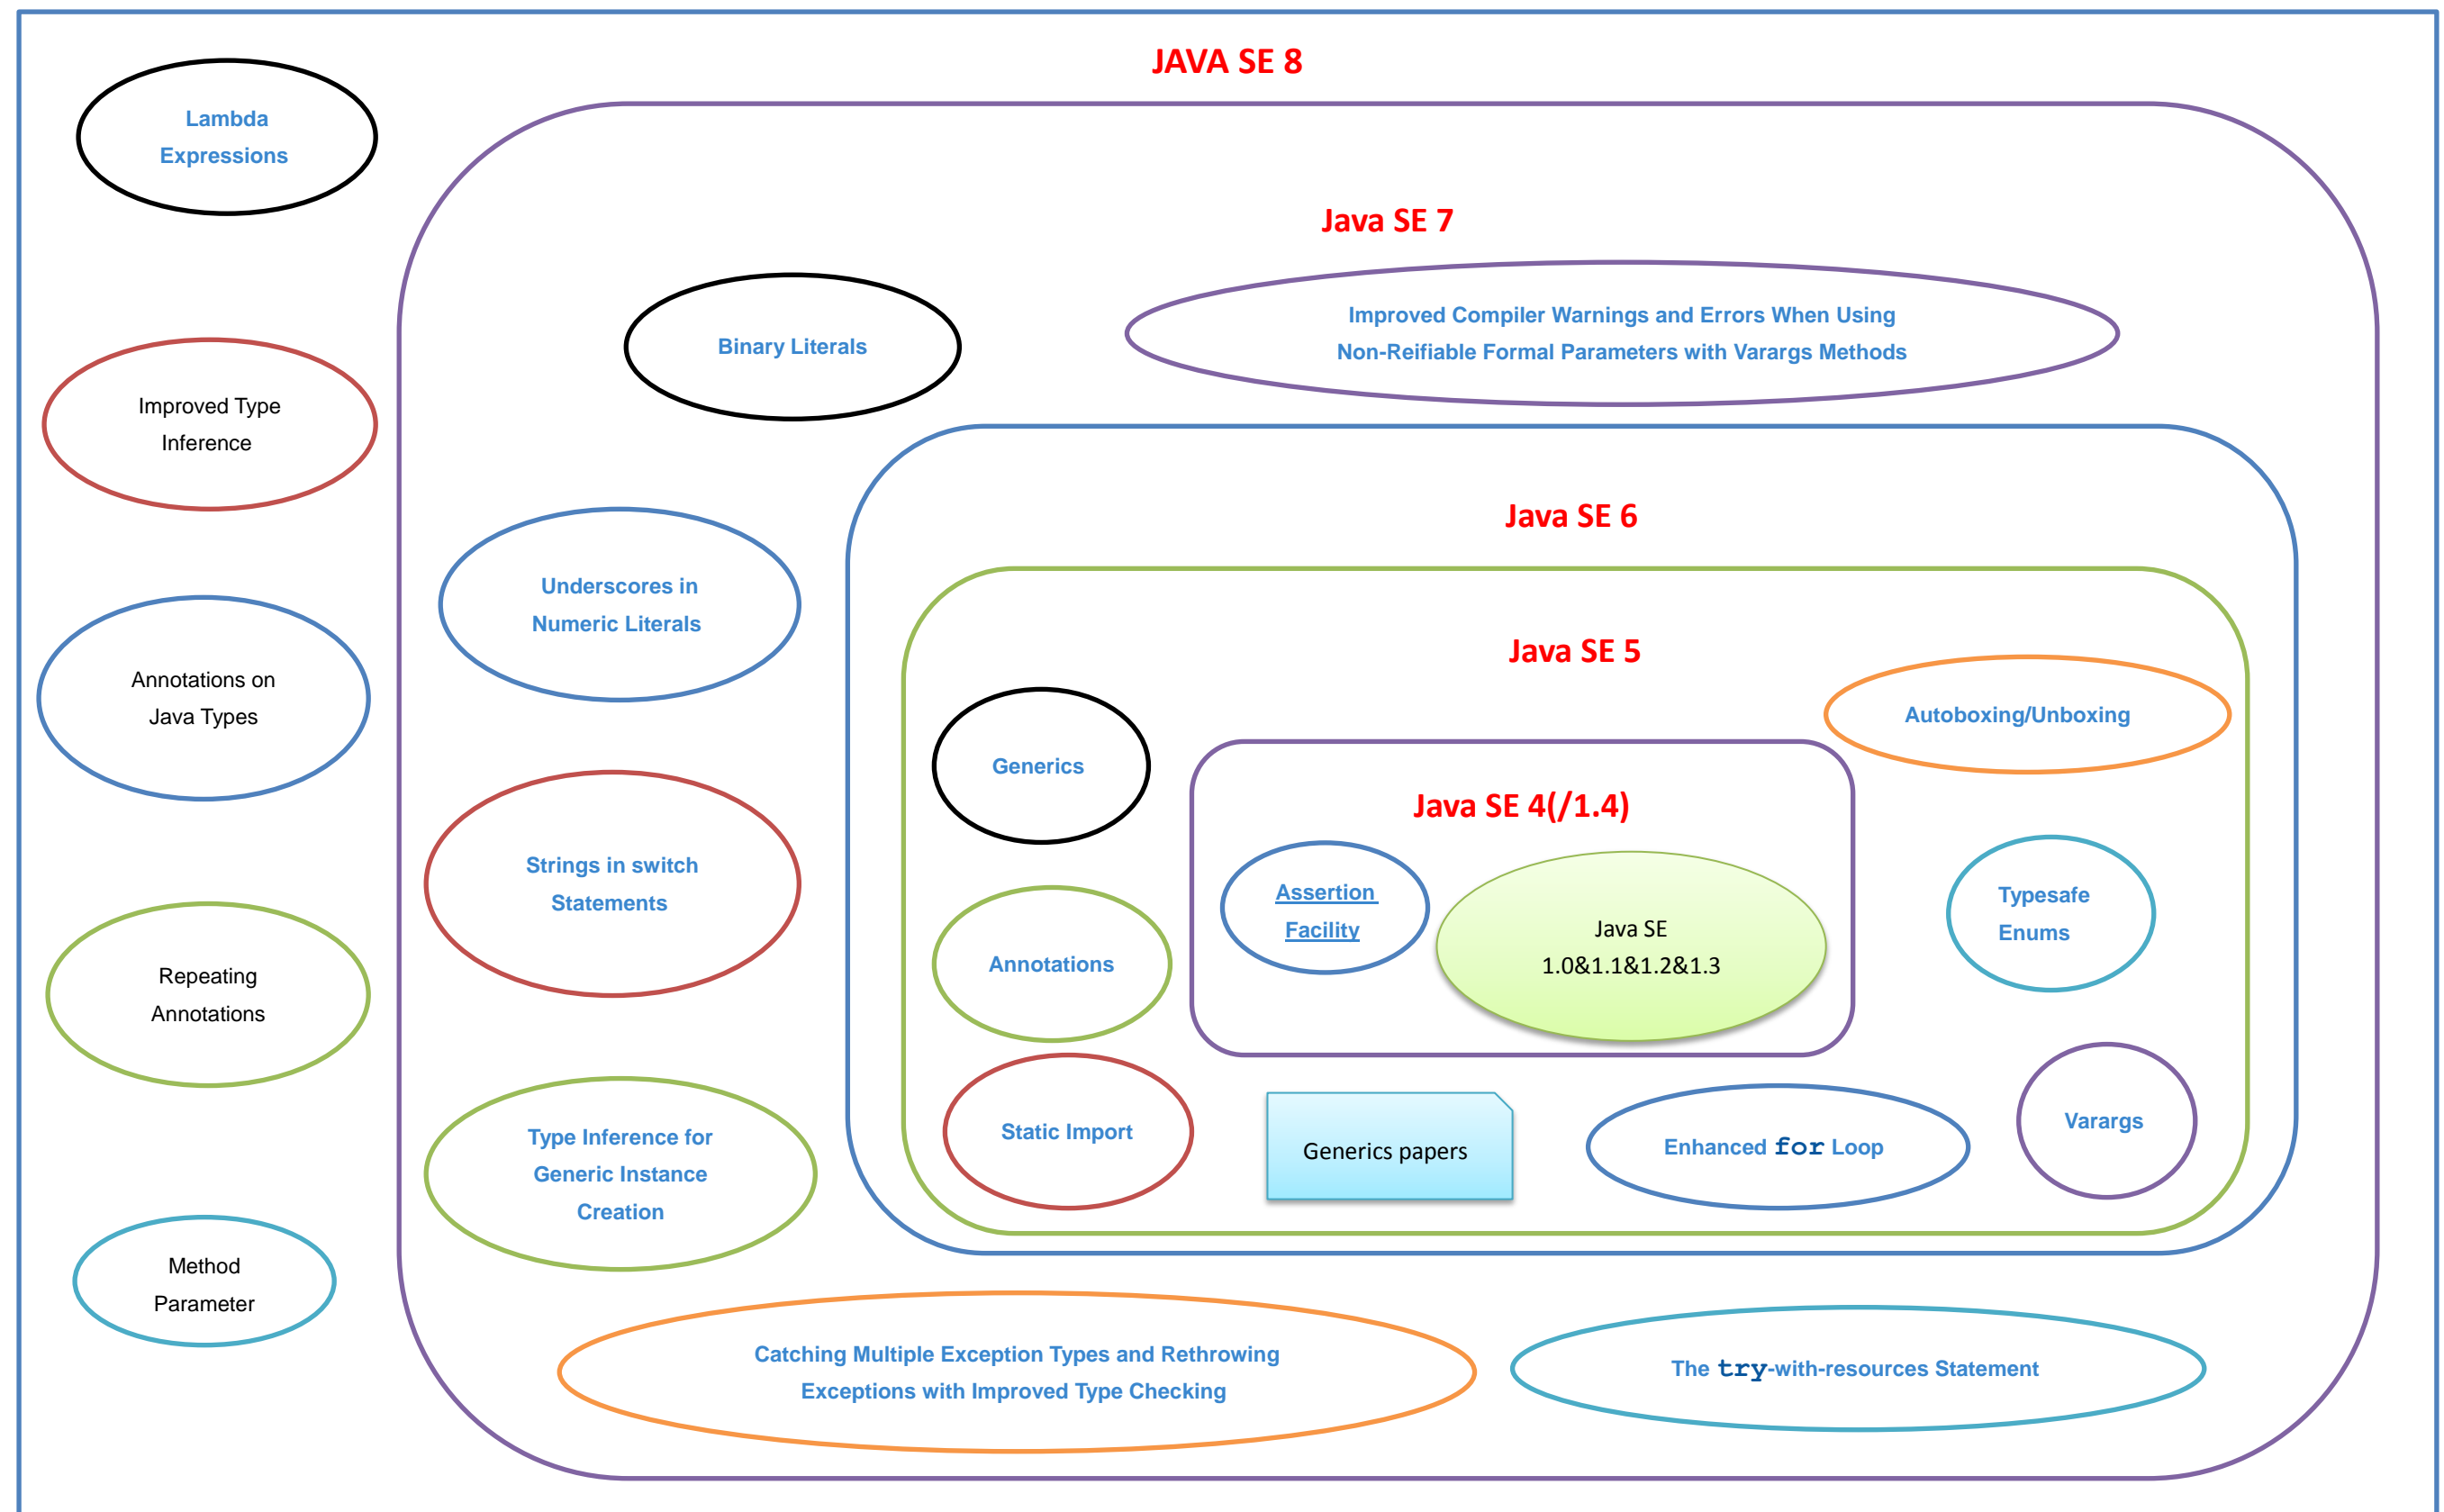 JAVA SE 8
Lambda
Expressions
Improved Type
Inference
Annotations on
Java Types
Repeating
Annotations
Method
Parameter
Java SE 7
Binary Literals
Improved Compiler Warnings and Errors When Using
Non-Reifiable Formal Parameters with Varargs Methods
Underscores in
Numeric Literals
Strings in switch
Statements
Type Inference for
Generic Instance
Creation
Catching Multiple Exception Types and Rethrowing
Exceptions with Improved Type Checking
The try-with-resources Statement
Java SE 6
Java SE 5
Generics
Autoboxing/Unboxing
Annotations
Typesafe
Enums
Static Import
Generics papers
Enhanced for Loop
Varargs
Java SE 4(/1.4)
Assertion
Facility
Java SE
1.0&1.1&1.2&1.3